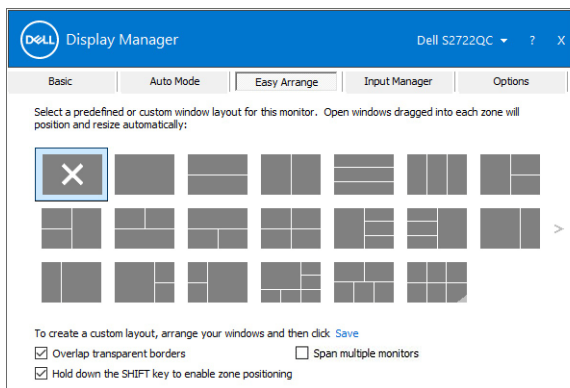 DELL Display Manager Dell S2722QC ? X
Basic Auto Mode Easy Arrange Input Manager Options
Select a predefined or custom window layout for this monitor. Open windows dragged into each zone will
position and resize automatically:
>
To create a custom layout, arrange your windows and then click Save
Overlap transparent borders Span multiple monitors
Hold down the SHIFT key to enable zone positioning